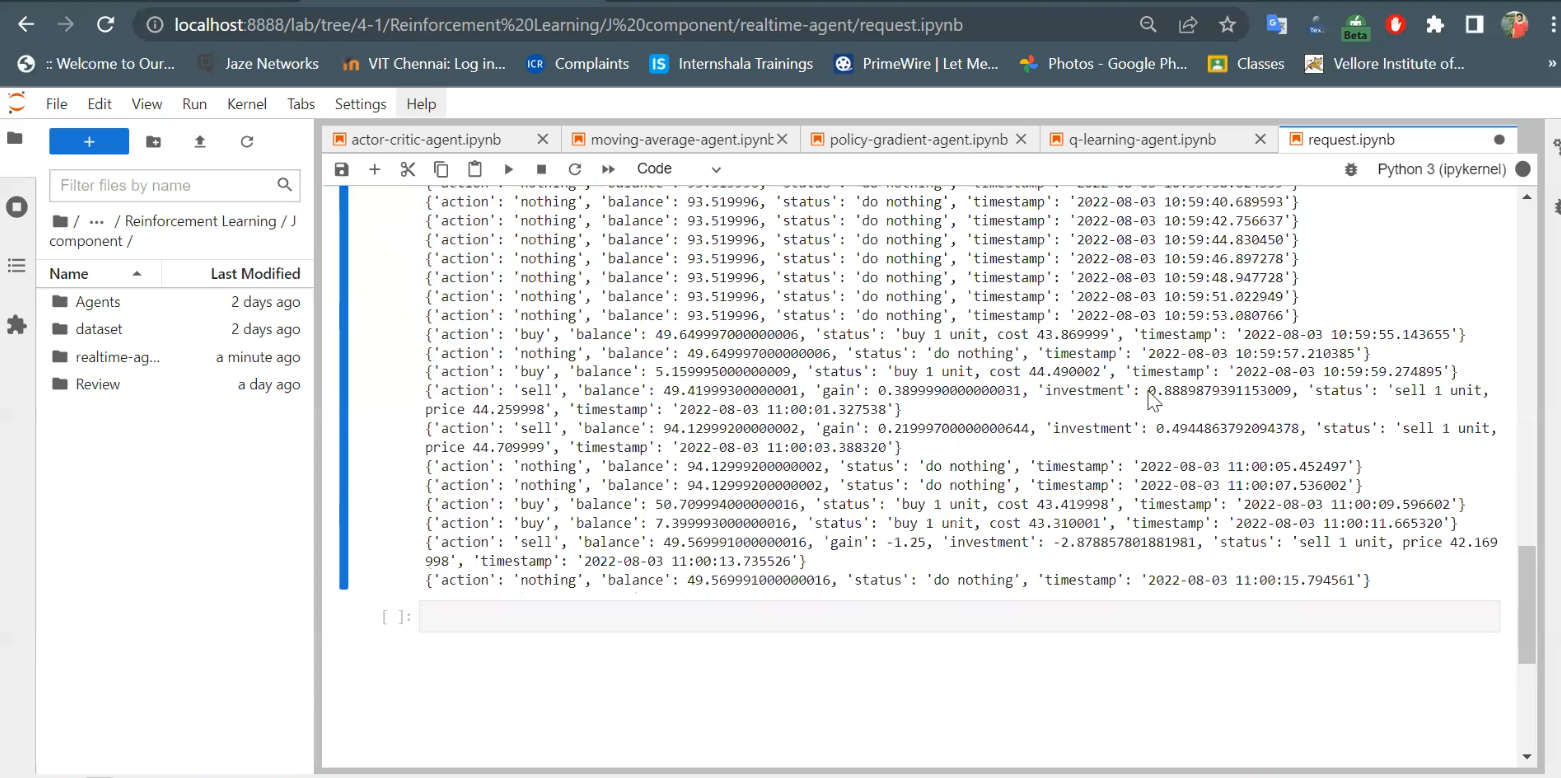 localhost:8888/lab/tree/4-1/Reinforcement%20Learning/J%20component/realtime-agent/request.ipynb
Beta
:: Welcome to Our...
Jaze Networks
VIT Chennai: Log in...
ICR
Complaints
IS
Internshala Trainings
PrimeWire | Let Me...
Photos - Google Ph...
Classes
Vellore Institute of...
»
File
Edit
View
Run
Kernel
Tabs
Settings
Help
Filter files by name
/ ... / Reinforcement Learning / J
component /
Name
Last Modified
Agents
2 days ago
dataset
2 days ago
realtime-ag...
a minute ago
Review
a day ago
actor-critic-agent.ipynb
moving-average-agent.ipynb
policy-gradient-agent.ipynb
q-learning-agent.ipynb
request.ipynb
Code
Python 3 (ipykernel)
{'action': 'nothing', 'balance': 93.519996, 'status': 'do nothing', 'timestamp': '2022-08-03 10:59:40.689593'}
{'action': 'nothing', 'balance': 93.519996, 'status': 'do nothing', 'timestamp': '2022-08-03 10:59:42.756637'}
{'action': 'nothing', 'balance': 93.519996, 'status': 'do nothing', 'timestamp': '2022-08-03 10:59:44.830450'}
{'action': 'nothing', 'balance': 93.519996, 'status': 'do nothing', 'timestamp': '2022-08-03 10:59:46.897278'}
{'action': 'nothing', 'balance': 93.519996, 'status': 'do nothing', 'timestamp': '2022-08-03 10:59:48.947728'}
{'action': 'nothing', 'balance': 93.519996, 'status': 'do nothing', 'timestamp': '2022-08-03 10:59:51.022949'}
{'action': 'nothing', 'balance': 93.519996, 'status': 'do nothing', 'timestamp': '2022-08-03 10:59:53.080766'}
{'action': 'buy', 'balance': 49.649997000000006, 'status': 'buy 1 unit, cost 43.869999', 'timestamp': '2022-08-03 10:59:55.143655'}
{'action': 'nothing', 'balance': 49.649997000000006, 'status': 'do nothing', 'timestamp': '2022-08-03 10:59:57.210385'}
{'action': 'buy', 'balance': 5.159995000000009, 'status': 'buy 1 unit, cost 44.490002', 'timestamp': '2022-08-03 10:59:59.274895'}
{'action': 'sell', 'balance': 49.41999300000001, 'gain': 0.3899990000000031, 'investment': 0.8889879391153009, 'status': 'sell 1 unit,
price 44.259998', 'timestamp': '2022-08-03 11:00:01.327538'}
{'action': 'sell', 'balance': 94.12999200000002, 'gain': 0.21999700000000644, 'investment': 0.4944863792094378, 'status': 'sell 1 unit,
price 44.709999', 'timestamp': '2022-08-03 11:00:03.388320'}
{'action': 'nothing', 'balance': 94.12999200000002, 'status': 'do nothing', 'timestamp': '2022-08-03 11:00:05.452497'}
{'action': 'nothing', 'balance': 94.12999200000002, 'status': 'do nothing', 'timestamp': '2022-08-03 11:00:07.536002'}
{'action': 'buy', 'balance': 50.709994000000016, 'status': 'buy 1 unit, cost 43.419998', 'timestamp': '2022-08-03 11:00:09.596602'}
{'action': 'buy', 'balance': 7.399993000000016, 'status': 'buy 1 unit, cost 43.310001', 'timestamp': '2022-08-03 11:00:11.665320'}
{'action': 'sell', 'balance': 49.569991000000016, 'gain': -1.25, 'investment': -2.878857801881981, 'status': 'sell 1 unit, price 42.169
998', 'timestamp': '2022-08-03 11:00:13.735526'}
{'action': 'nothing', 'balance': 49.569991000000016, 'status': 'do nothing', 'timestamp': '2022-08-03 11:00:15.794561'}
[ ]: